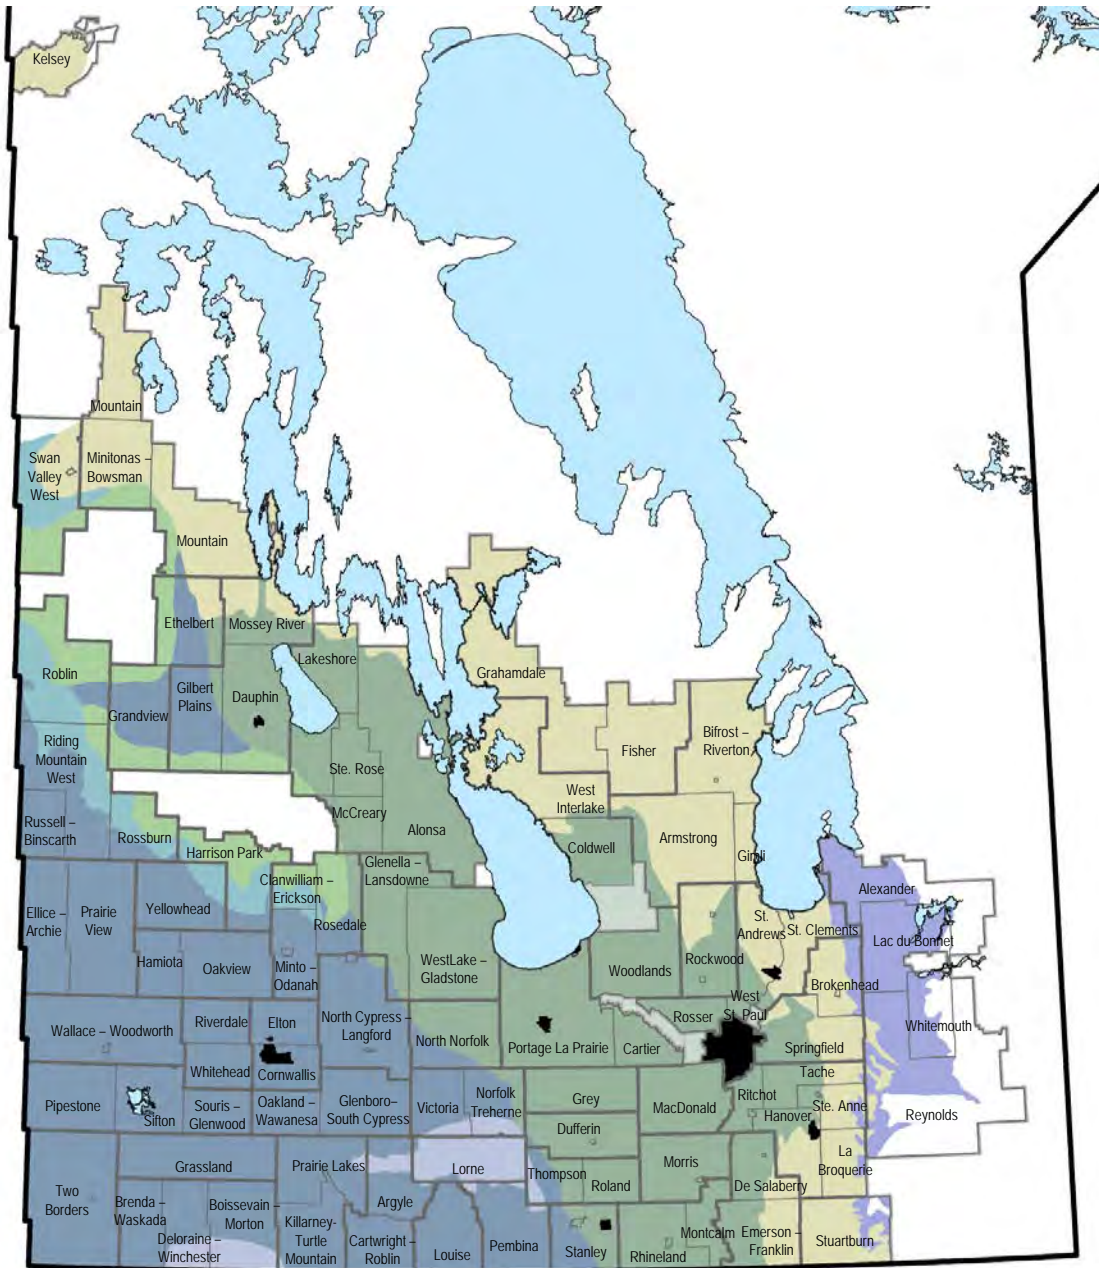 Kelsey
Mountain
Swan
Valley
West
Minitonas –
Bowsman
Mountain
Ethelbert
Mossey River
Lakeshore
Roblin
Grandview
Gilbert
Plains
Dauphin
Grahamdale
Fisher
Bifrost –
Riverton
Riding
Mountain
West
Ste. Rose
West
Interlake
McCreary
Alonsa
Russell –
Binscarth
Rossburn
Harrison Park
Coldwell
Armstrong
Gimli
Glenella –
Lansdowne
Clanwilliam –
Erickson
Alexander
Ellice –
Archie
Prairie
View
Yellowhead
Rosedale
St.
Andrews
St. Clements
Lac du Bonnet
Hamiota
Oakview
Minto –
Odanah
WestLake –
Gladstone
Woodlands
Rockwood
Brokenhead
West
St. Paul
Wallace – Woodworth
Riverdale
Elton
North Cypress –
Langford
North Norfolk
Portage La Prairie
Cartier
Rosser
Springfield
Whitemouth
Whitehead
Cornwallis
Tache
Pipestone
Sifton
Souris –
Glenwood
Oakland –
Wawanesa
Glenboro–
South Cypress
Victoria
Norfolk
Treherne
Grey
MacDonald
Ritchot
Hanover
Ste. Anne
Reynolds
Dufferin
Grassland
Prairie Lakes
Lorne
Thompson
Roland
Morris
De Salaberry
La
Broquerie
Two
Borders
Brenda –
Waskada
Boissevain –
Morton
Argyle
Deloraine –
Winchester
Killarney-
Turtle
Mountain
Cartwright –
Roblin
Louise
Pembina
Stanley
Rhineland
Montcalm
Emerson –
Franklin
Stuartburn